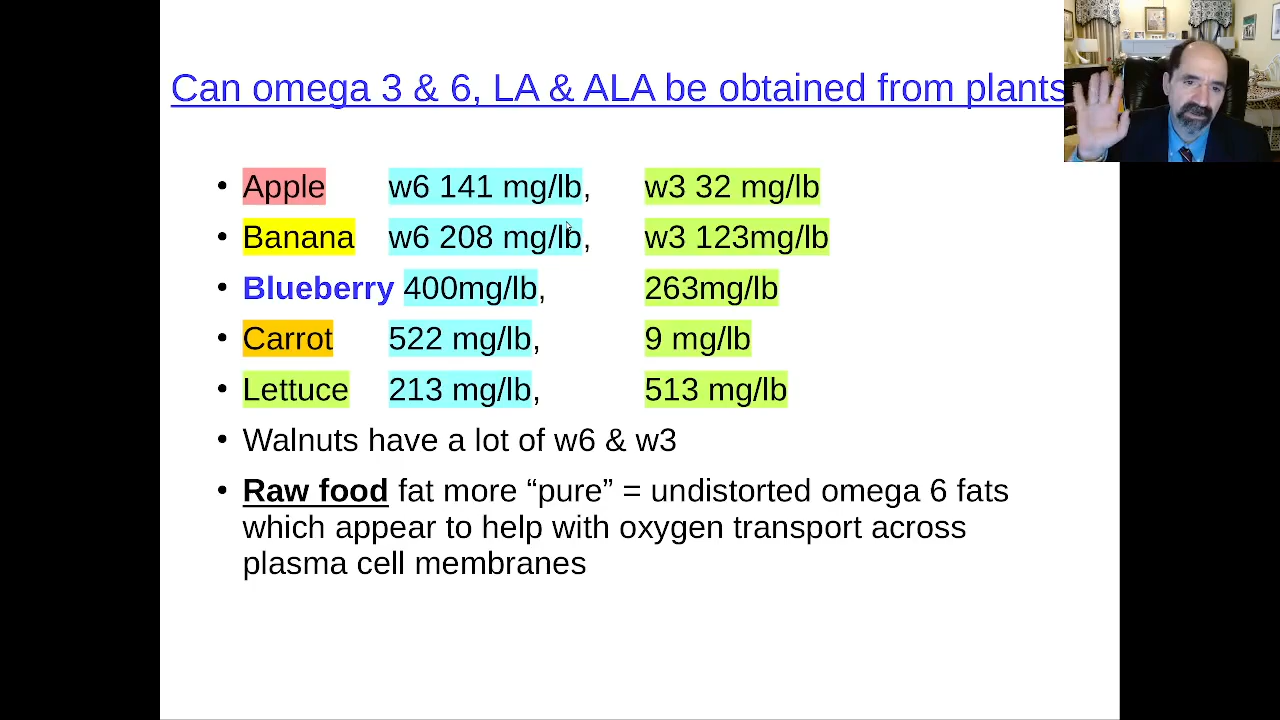 Can omega 3 & 6, LA & ALA be obtained from plants
• Apple w6 141 mg/lb, w3 32 mg/lb
• Banana w6 208 mg/lb, w3 123mg/lb
• Blueberry 400mg/lb, 263mg/lb
• Carrot 522 mg/lb, 9 mg/lb
• Lettuce 213 mg/lb, 513 mg/lb
• Walnuts have a lot of w6 & w3
• Raw food fat more “pure” = undistorted omega 6 fats
which appear to help with oxygen transport across
plasma cell membranes